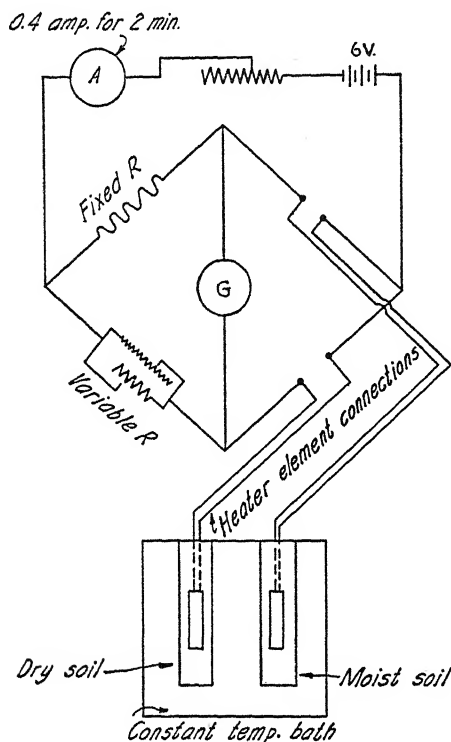 0.4 amp. for 2 min.
A
6V.
Fixed R
G
Variable R
Heater element connections
Dry soil
Moist soil
Constant temp. bath